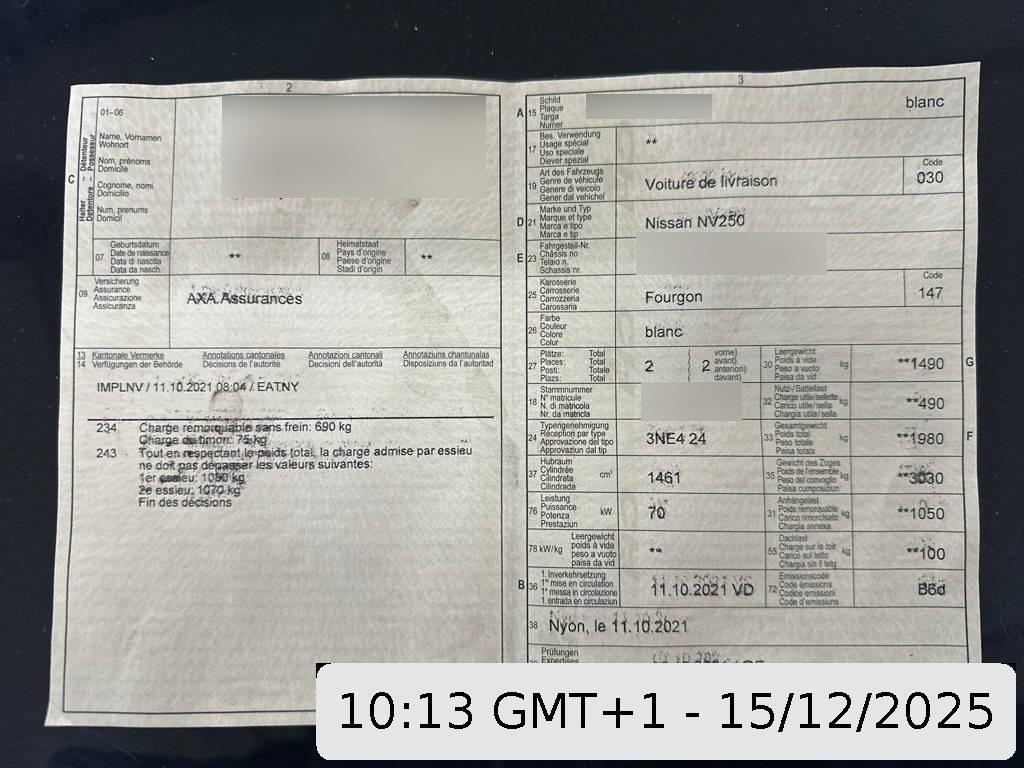 2
01–06
Name, Vornamen
Wohnort
Nom, prénoms
Domicile
Cognome, nomi
Domicilio
Num, prenums
Domicil
C
Halter – Détenteur
Detentore – Possessur
07
Geburtsdatum
Date de naissance
Data di nascita
Data da nasch.
**
08
Heimatstaat
Pays d'origine
Paese d'origine
Stadi d'origin
**
09
Versicherung
Assurance
Assicurazione
Assicuranza
AXA Assurances
13 Kantonale Vermerke Annotations cantonales Annotazioni cantonali Annotaziuns chantunalas
14 Verfügungen der Behörde Décisions de l'autorité Decisioni dell'autorità Disposiziuns da l'autoritad
IMPLNV / 11.10.2021 08:04 / EATNY
234 Charge remorquable sans frein: 690 kg
Charge du timon: 75 kg
243 Tout en respectant le poids total, la charge admise par essieu
ne doit pas dépasser les valeurs suivantes:
1er essieu: 1090 kg
2e essieu: 1070 kg
Fin des décisions
3
A 15
Schild
Plaque
Targa
Numer
blanc
17
Bes. Verwendung
Usage spécial
Uso speciale
Diever spezial
**
19
Art des Fahrzeugs
Genre de véhicule
Genere di veicolo
Gener dal vehichel
Voiture de livraison
Code
030
D 21
Marke und Typ
Marque et type
Marca e tipo
Marca e tip
Nissan NV250
E 23
Fahrgestell-Nr.
Châssis no
Telaio n.
Schassis nr.
25
Karosserie
Carrosserie
Carrozzeria
Carossaria
Fourgon
Code
147
26
Farbe
Couleur
Colore
Colur
blanc
27
Plätze: Total
Places: Total
Posti: Totale
Plazs: Total
2
2
vorne)
avant)
anteriori)
davant)
30
Leergewicht
Poids à vide
Peso a vuoto
Paisa da vid
kg
**1490
G
18
Stammnummer
N° matricule
N. di matricola
Nr. da matricla
32
Nutz-/Sattellast
Charge utile/sellette
Carico utile/sella
Chargia utila/sella
kg
**490
24
Typengenehmigung
Réception par type
Approvazione del tipo
Approvaziun dal tip
3NE4 24
33
Gesamtgewicht
Poids total
Peso totale
Paisa totala
kg
**1980
F
37
Hubraum
Cylindrée
Cilindrata
Cilindrada
cm³
1461
35
Gewicht des Zuges
Poids de l'ensemble
Peso del convoglio
Paisa cumposiziun
kg
**3030
76
Leistung
Puissance
Potenza
Prestaziun
kW
70
31
Anhängelast
Poids remorquable
Carico rimorchiato
Chargia annexa
kg
**1050
78 kW/kg
Leergewicht
poids à vide
peso a vuoto
paisa da vid
**
55
Dachlast
Charge sur le toit
Carico sul tetto
Chargia sin il tetg
kg
**100
B 36
1. Inverkehrsetzung
1re mise en circulation
1a messa in circolazione
1. entrada en circulaziun
11.10.2021 VD
72
Emissionscode
Code émissions
Codice emissioni
Code d'emissiuns
B6d
38 Nyon, le 11.10.2021
Prüfungen
Expertises
10:13 GMT+1 - 15/12/2025